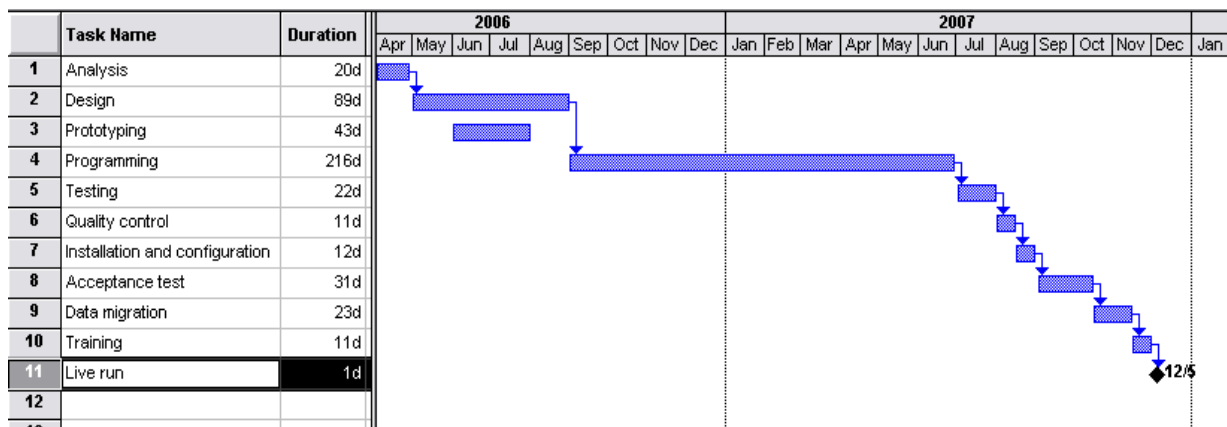 Task Name Duration 2006 2007
Apr May Jun Jul Aug Sep Oct Nov Dec Jan Feb Mar Apr May Jun Jul Aug Sep Oct Nov Dec Jan
1 Analysis 20d
2 Design 89d
3 Prototyping 43d
4 Programming 216d
5 Testing 22d
6 Quality control 11d
7 Installation and configuration 12d
8 Acceptance test 31d
9 Data migration 23d
10 Training 11d
11 Live run 1d 12/5
12